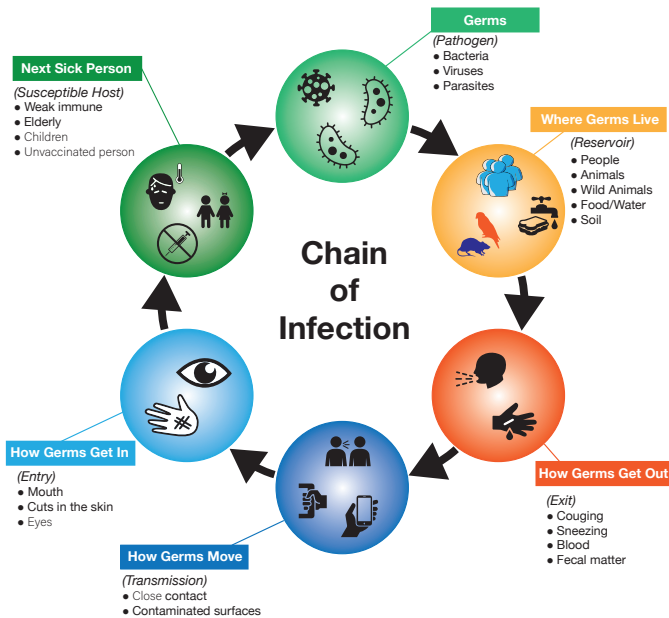 Germs
(Pathogen)
● Bacteria
● Viruses
● Parasites
Where Germs Live
(Reservoir)
● People
● Animals
● Wild Animals
● Food/Water
● Soil
How Germs Get Out
(Exit)
● Couging
● Sneezing
● Blood
● Fecal matter
How Germs Move
(Transmission)
● Close contact
● Contaminated surfaces
How Germs Get In
(Entry)
● Mouth
● Cuts in the skin
● Eyes
Next Sick Person
(Susceptible Host)
● Weak immune
● Elderly
● Children
● Unvaccinated person
Chain
of
Infection